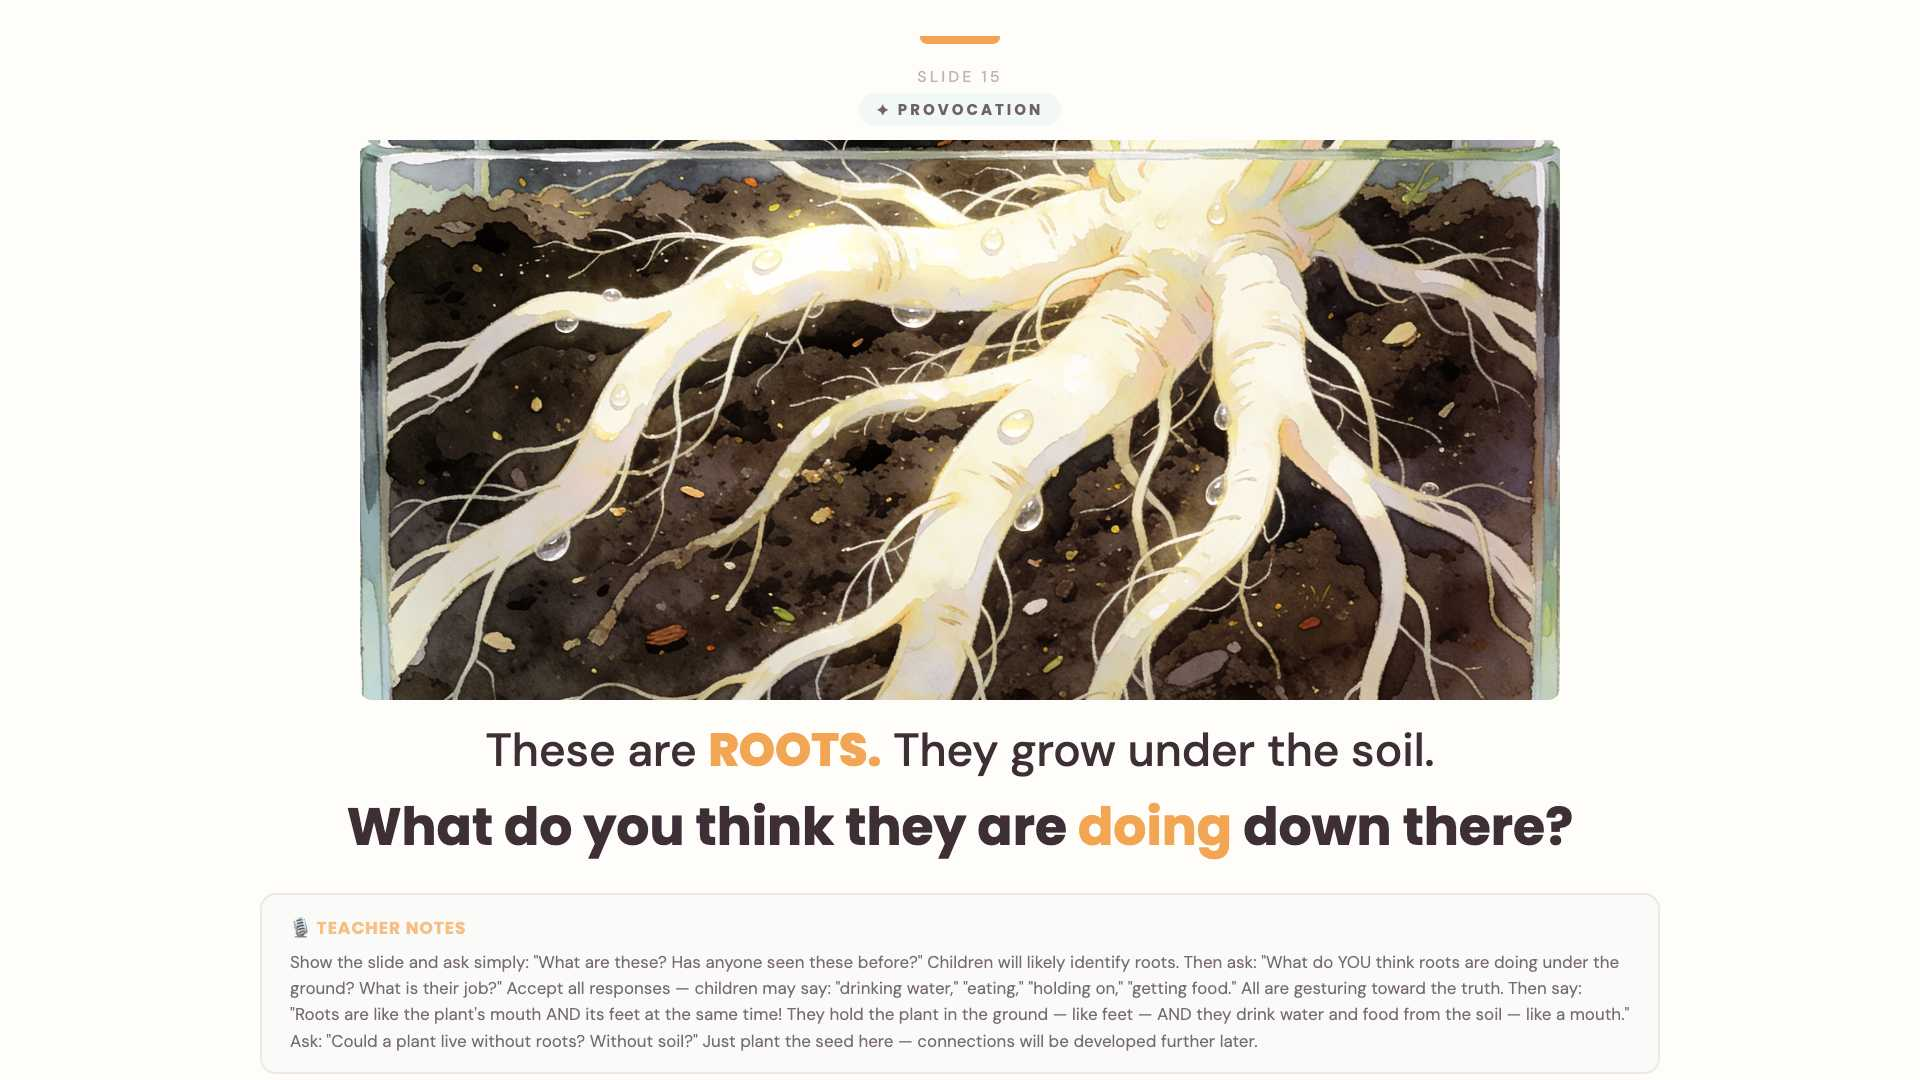 SLIDE 15
✦ PROVOCATION
These are ROOTS. They grow under the soil.
What do you think they are doing down there?
🎙️ TEACHER NOTES
Show the slide and ask simply: "What are these? Has anyone seen these before?" Children will likely identify roots. Then ask: "What do YOU think roots are doing under the
ground? What is their job?" Accept all responses — children may say: "drinking water," "eating," "holding on," "getting food." All are gesturing toward the truth. Then say:
"Roots are like the plant's mouth AND its feet at the same time! They hold the plant in the ground — like feet — AND they drink water and food from the soil — like a mouth."
Ask: "Could a plant live without roots? Without soil?" Just plant the seed here — connections will be developed further later.